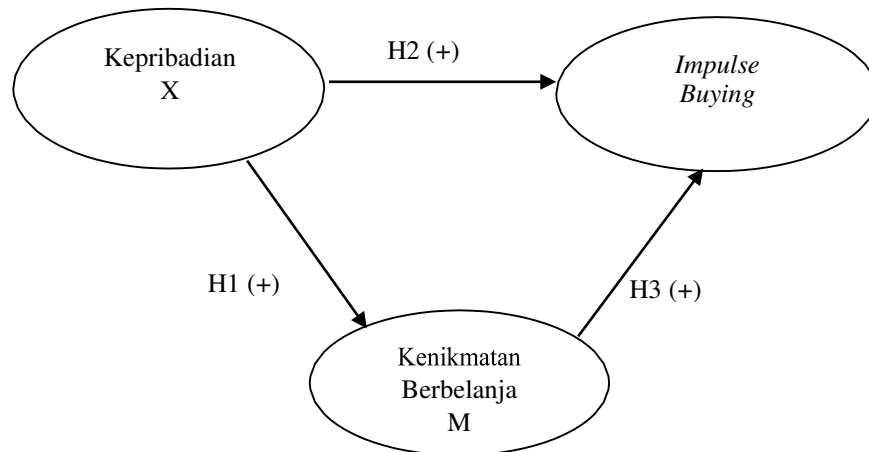 Kepribadian
X
H2 (+)
Impulse
Buying
H1 (+)
H3 (+)
Kenikmatan
Berbelanja
M